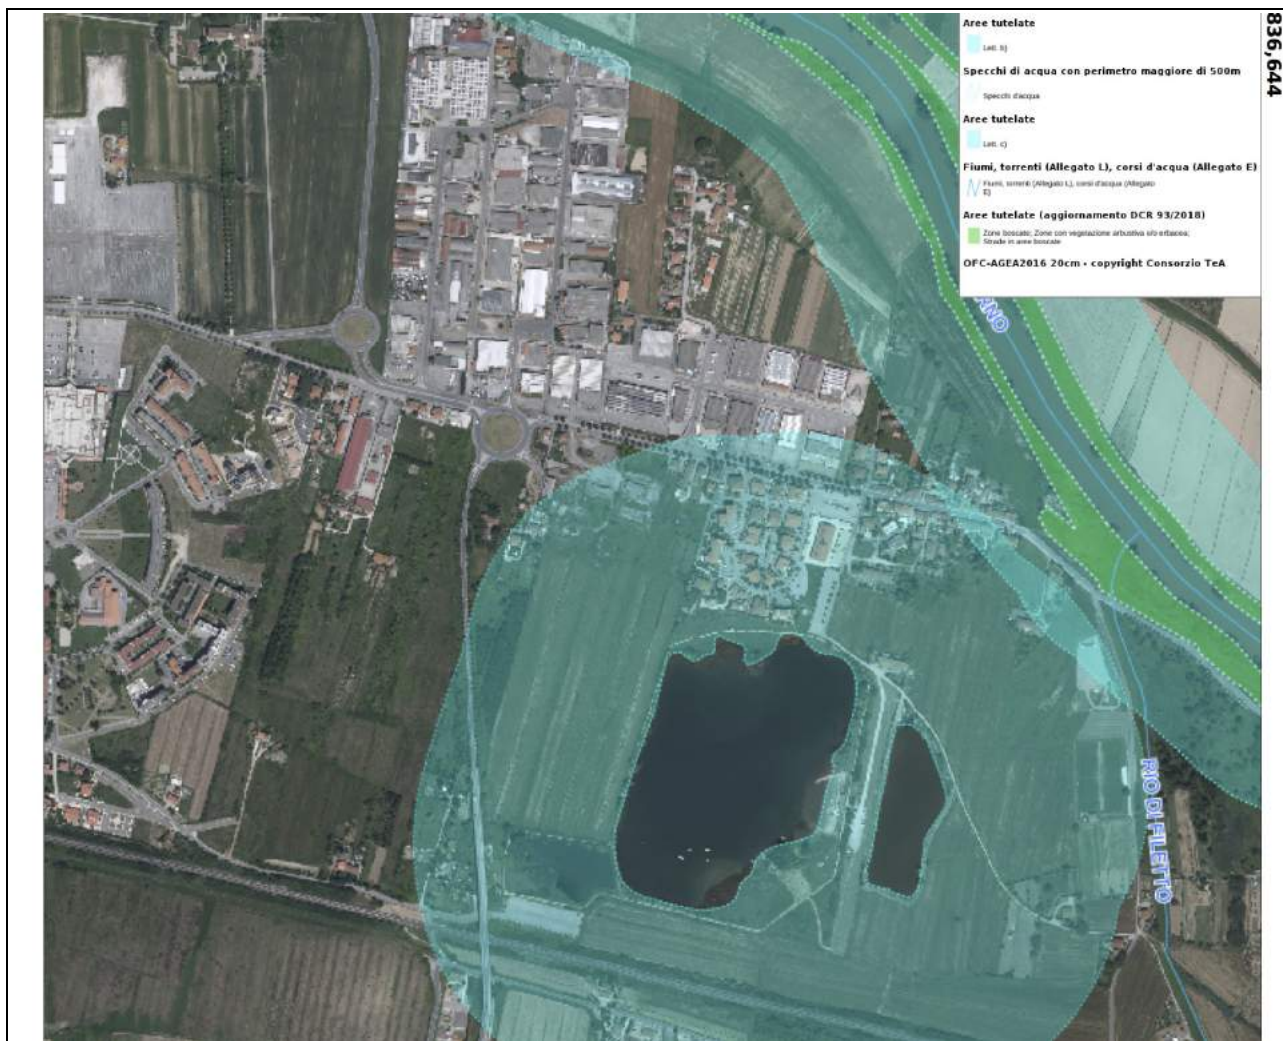 Aree tutelate
Lett. b)
Specchi di acqua con perimetro maggiore di 500m
Specchi d'acqua
Aree tutelate
Lett. c)
Fiumi, torrenti (Allegato L), corsi d'acqua (Allegato E)
Fiumi, torrenti (Allegato L), corsi d'acqua (Allegato
E)
Aree tutelate (aggiornamento DCR 93/2018)
Zone boscate; Zone con vegetazione arbustiva e/o erbacea;
Strade in aree boscate
OFC-AGEA2016 20cm - copyright Consorzio TeA
836,644
RNO
RIO DI FILETTO